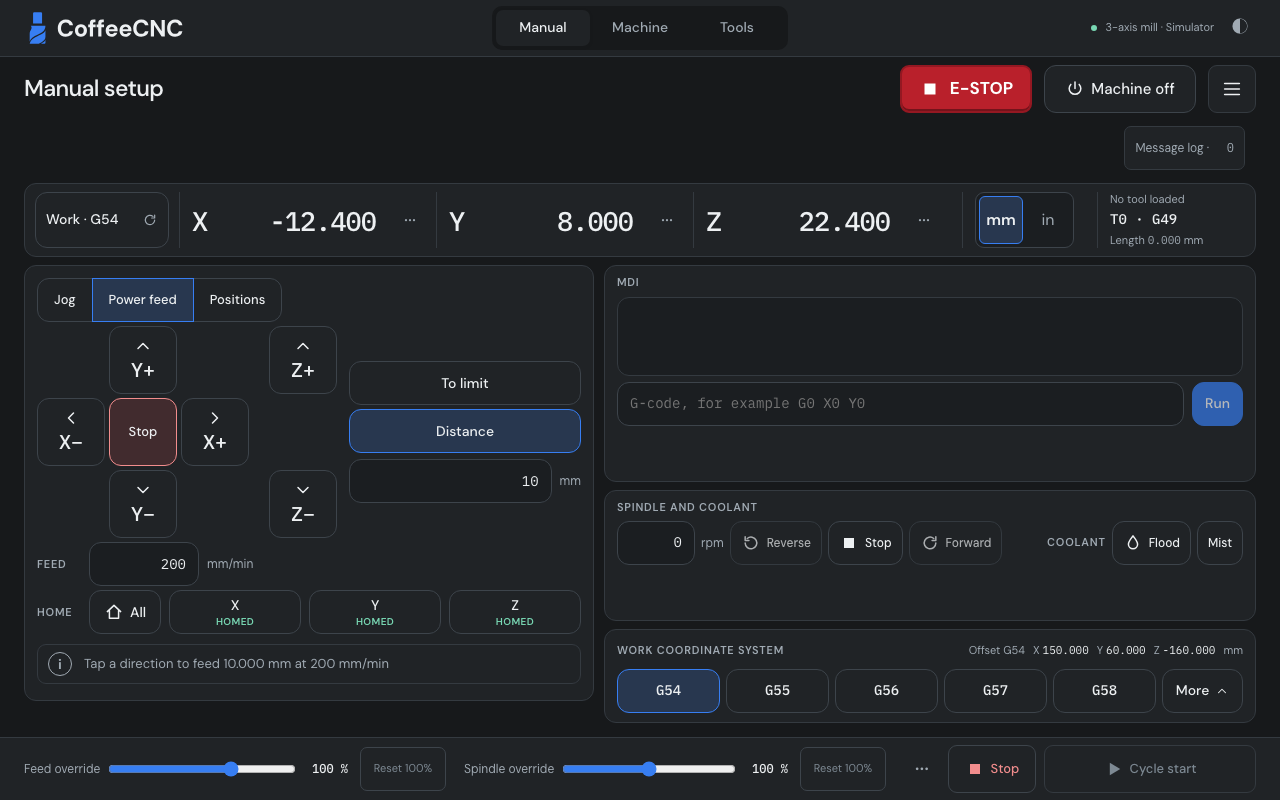 CoffeeCNC
Manual Machine Tools
3-axis mill · Simulator
Manual setup
E-STOP
Machine off
Message log · 0
Work · G54
X -12.400 ···
Y 8.000 ···
Z 22.400 ···
mm in
No tool loaded
T0 · G49
Length 0.000 mm
Jog Power feed Positions
Y+
Z+
X−
Stop
X+
Y−
Z−
To limit
Distance
10 mm
FEED 200 mm/min
HOME All
X
HOMED
Y
HOMED
Z
HOMED
i Tap a direction to feed 10.000 mm at 200 mm/min
MDI
G-code, for example G0 X0 Y0
Run
SPINDLE AND COOLANT
0 rpm Reverse Stop Forward
COOLANT Flood Mist
WORK COORDINATE SYSTEM
Offset G54 X 150.000 Y 60.000 Z -160.000 mm
G54 G55 G56 G57 G58 More
Feed override 100 % Reset 100%
Spindle override 100 % Reset 100%
···
Stop
Cycle start